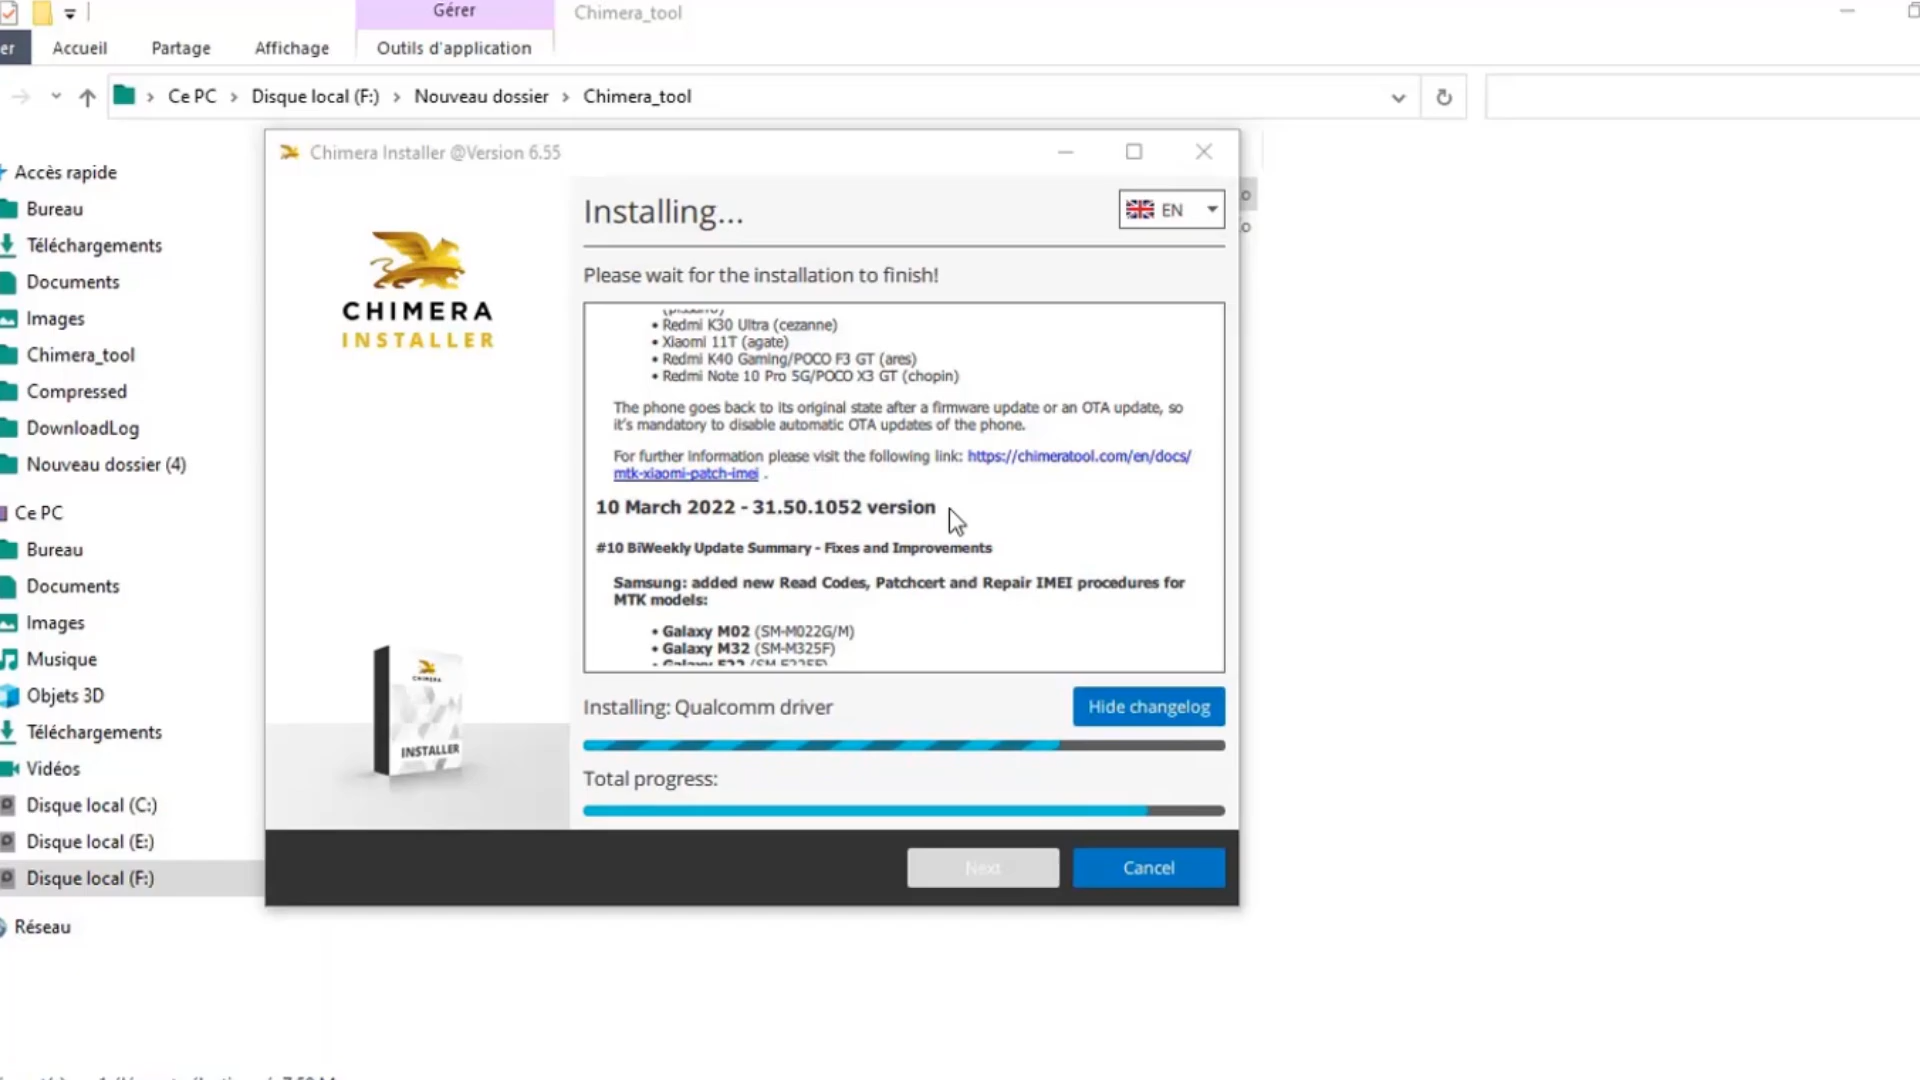 Gérer
Chimera_tool
er
Accueil
Partage
Affichage
Outils d'application
Ce PC
Disque local (F:)
Nouveau dossier
Chimera_tool
Accès rapide
Bureau
Téléchargements
Documents
Images
Chimera_tool
Compressed
DownloadLog
Nouveau dossier (4)
Ce PC
Bureau
Documents
Images
Musique
Objets 3D
Téléchargements
Vidéos
Disque local (C:)
Disque local (E:)
Disque local (F:)
Réseau
Chimera Installer @Version 6.55
CHIMERA
INSTALLER
CHIMERA
INSTALLER
Installing...
EN
Please wait for the installation to finish!
• Redmi K30 Ultra (cezanne)
• Xiaomi 11T (agate)
• Redmi K40 Gaming/POCO F3 GT (ares)
• Redmi Note 10 Pro 5G/POCO X3 GT (chopin)
The phone goes back to its original state after a firmware update or an OTA update, so
it's mandatory to disable automatic OTA updates of the phone.
For further information please visit the following link: https://chimeratool.com/en/docs/
mtk-xiaomi-patch-imei .
10 March 2022 - 31.50.1052 version
#10 BiWeekly Update Summary - Fixes and Improvements
Samsung: added new Read Codes, Patchcert and Repair IMEI procedures for
MTK models:
• Galaxy M02 (SM-M022G/M)
• Galaxy M32 (SM-M325F)
Installing: Qualcomm driver
Hide changelog
Total progress:
Next
Cancel